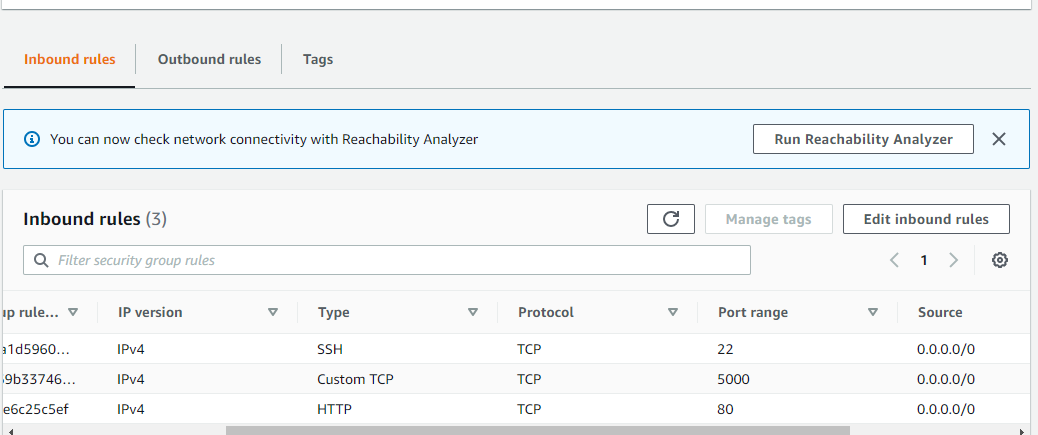 Inbound rules Outbound rules Tags
You can now check network connectivity with Reachability Analyzer Run Reachability Analyzer
Inbound rules (3) Manage tags Edit inbound rules
Filter security group rules 1
up rule... IP version Type Protocol Port range Source
a1d5960... IPv4 SSH TCP 22 0.0.0.0/0
69b33746... IPv4 Custom TCP TCP 5000 0.0.0.0/0
e6c25c5ef IPv4 HTTP TCP 80 0.0.0.0/0